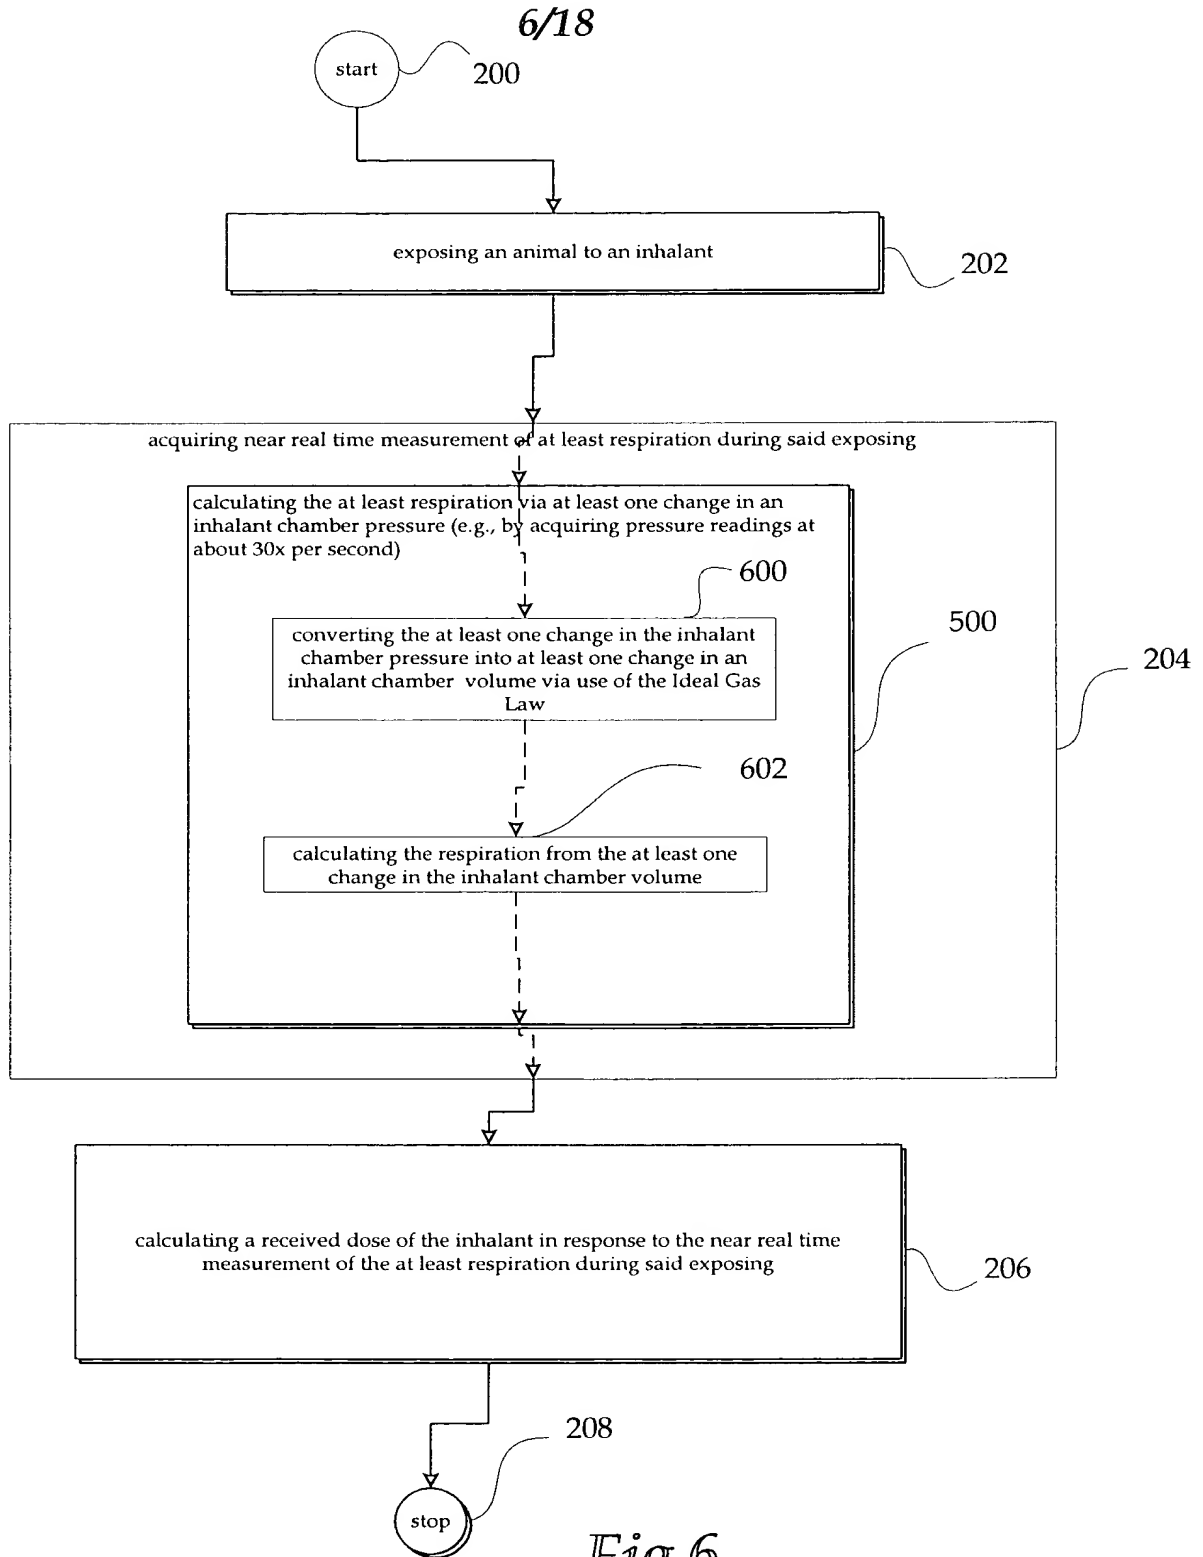 6/18
start
200
exposing an animal to an inhalant
202
acquiring near real time measurement of at least respiration during said exposing
calculating the at least respiration via at least one change in an
inhalant chamber pressure (e.g., by acquiring pressure readings at
about 30x per second)
600
converting the at least one change in the inhalant
chamber pressure into at least one change in an
inhalant chamber volume via use of the Ideal Gas
Law
500
204
602
calculating the respiration from the at least one
change in the inhalant chamber volume
calculating a received dose of the inhalant in response to the near real time
measurement of the at least respiration during said exposing
206
208
stop
Fig 6